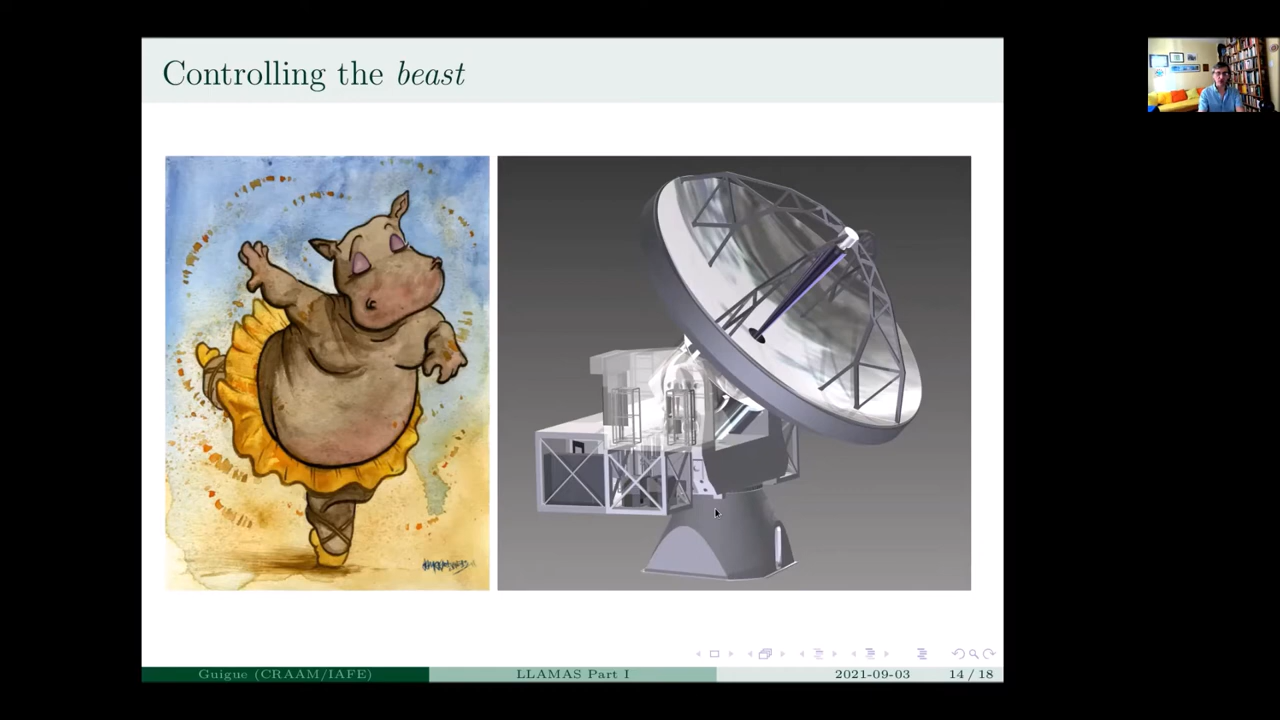 Controlling the beast
Guigue (CRAAM/IAFE)
LLAMAS Part I
2021-09-03
14 / 18